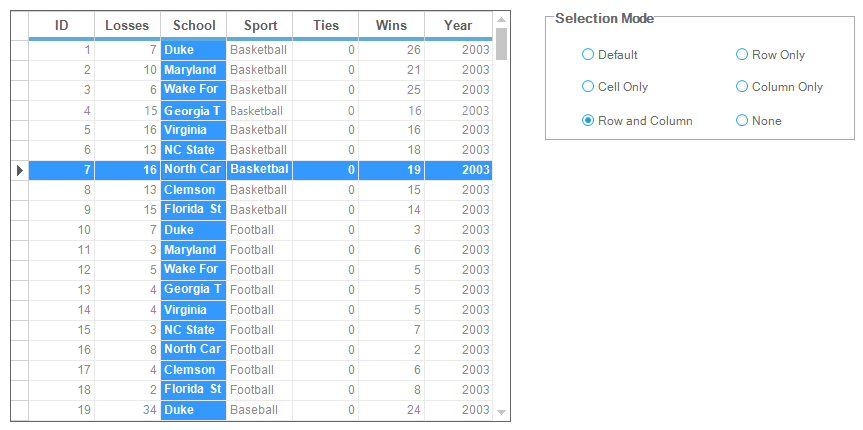 ID Losses School Sport Ties Wins Year
1 7 Duke Basketball 0 26 2003
2 10 Maryland Basketball 0 21 2003
3 6 Wake For Basketball 0 25 2003
4 15 Georgia T Basketball 0 16 2003
5 16 Virginia Basketball 0 16 2003
6 13 NC State Basketball 0 18 2003
7 16 North Car Basketbal 0 19 2003
8 13 Clemson Basketball 0 15 2003
9 15 Florida St Basketball 0 14 2003
10 7 Duke Football 0 3 2003
11 3 Maryland Football 0 6 2003
12 5 Wake For Football 0 5 2003
13 4 Georgia T Football 0 5 2003
14 4 Virginia Football 0 5 2003
15 3 NC State Football 0 7 2003
16 8 North Car Football 0 2 2003
17 4 Clemson Football 0 6 2003
18 2 Florida St Football 0 8 2003
19 34 Duke Baseball 0 24 2003
Selection Mode
Default Row Only
Cell Only Column Only
Row and Column None